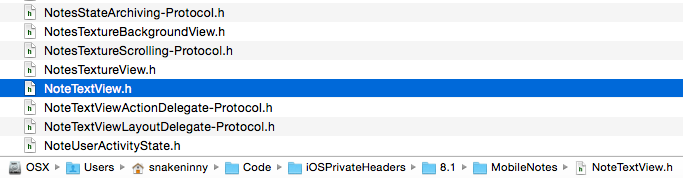 NotesStateArchiving-Protocol.h
NotesTextureBackgroundView.h
NotesTextureScrolling-Protocol.h
NotesTextureView.h
NoteTextView.h
NoteTextViewActionDelegate-Protocol.h
NoteTextViewLayoutDelegate-Protocol.h
NoteUserActivityState.h
OSX Users snakeninny Code iOSPrivateHeaders 8.1 MobileNotes NoteTextView.h